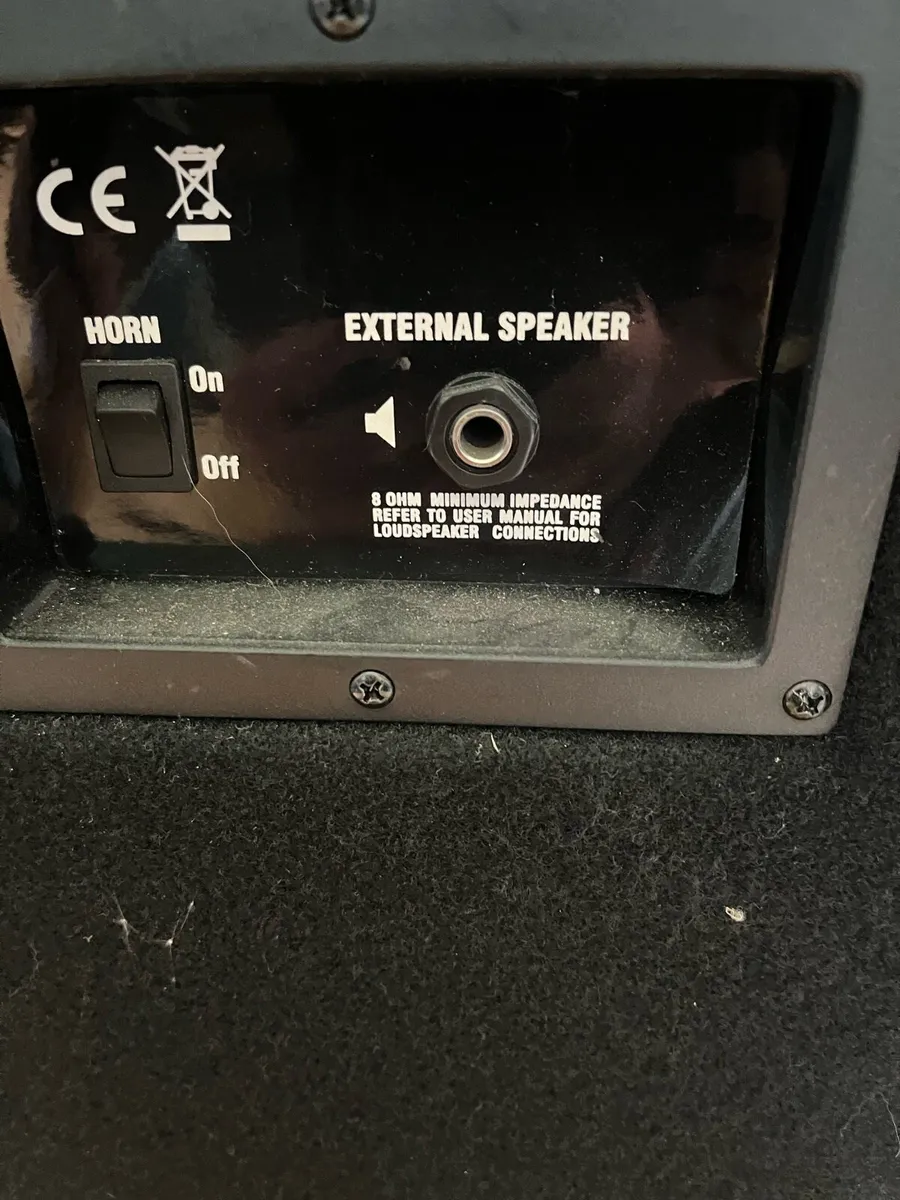 CE
HORN
On
Off
EXTERNAL SPEAKER
8 OHM MINIMUM IMPEDANCE
REFER TO USER MANUAL FOR
LOUDSPEAKER CONNECTIONS